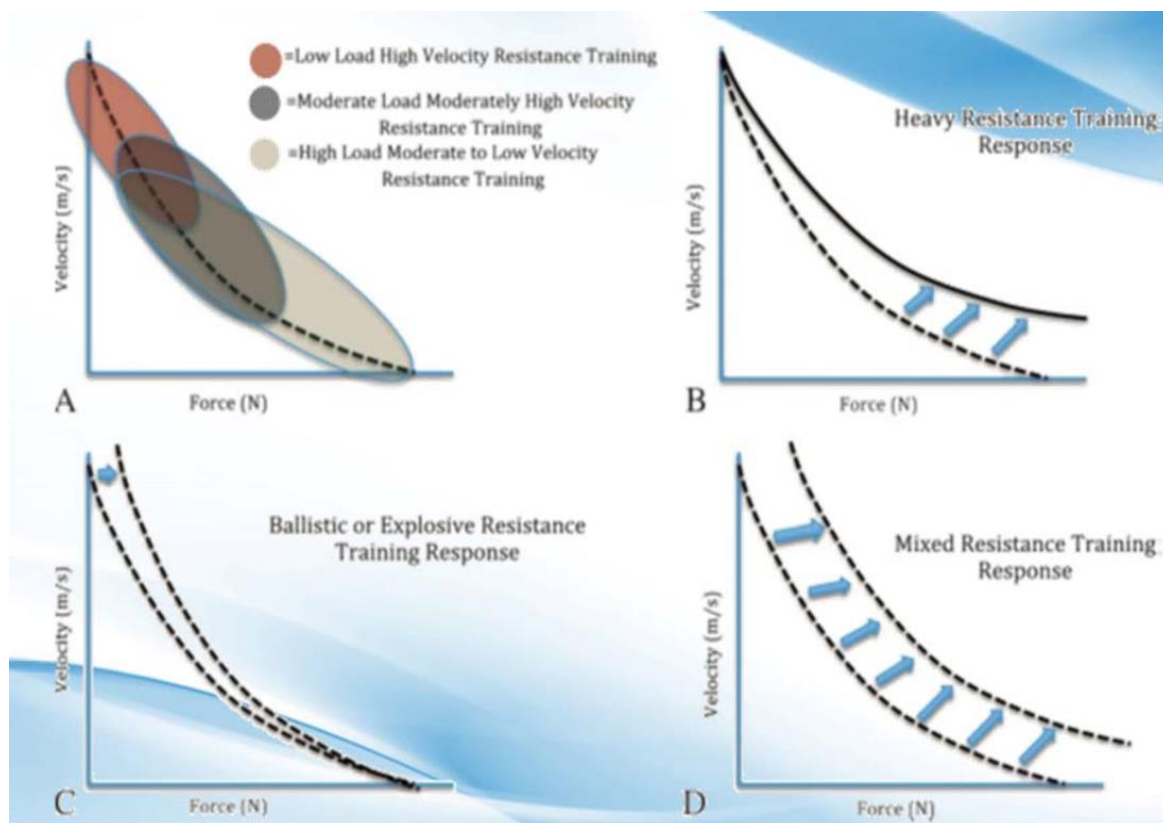 =Low Load High Velocity Resistance Training
=Moderate Load Moderately High Velocity
Resistance Training
=High Load Moderate to Low Velocity
Resistance Training
Velocity (m/s)
A
Force (N)
Heavy Resistance Training
Response
Velocity (m/s)
B
Force (N)
Ballistic or Explosive Resistance
Training Response
Velocity (m/s)
C
Force (N)
Mixed Resistance Training
Response
Velocity (m/s)
D
Force (N)